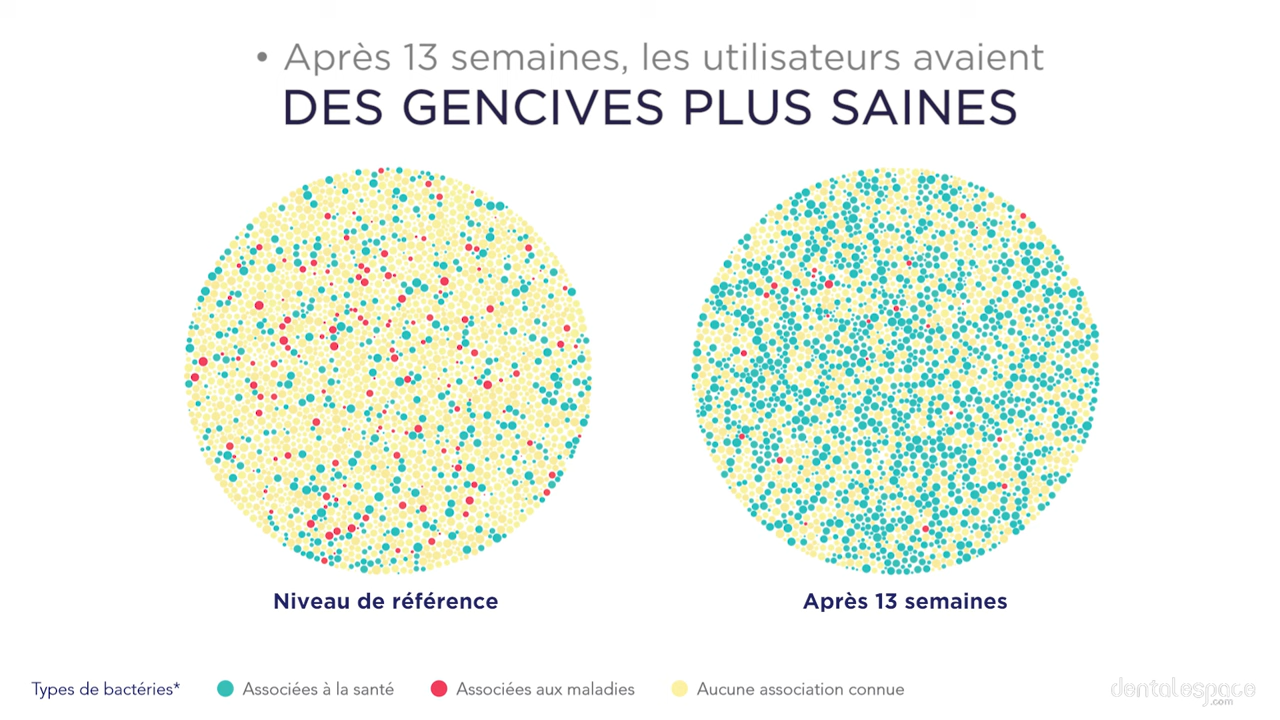 • Après 13 semaines, les utilisateurs avaient
DES GENCIVES PLUS SAINES
Niveau de référence
Après 13 semaines
Types de bactéries*
Associées à la santé
Associées aux maladies
Aucune association connue
dentalespace
.com